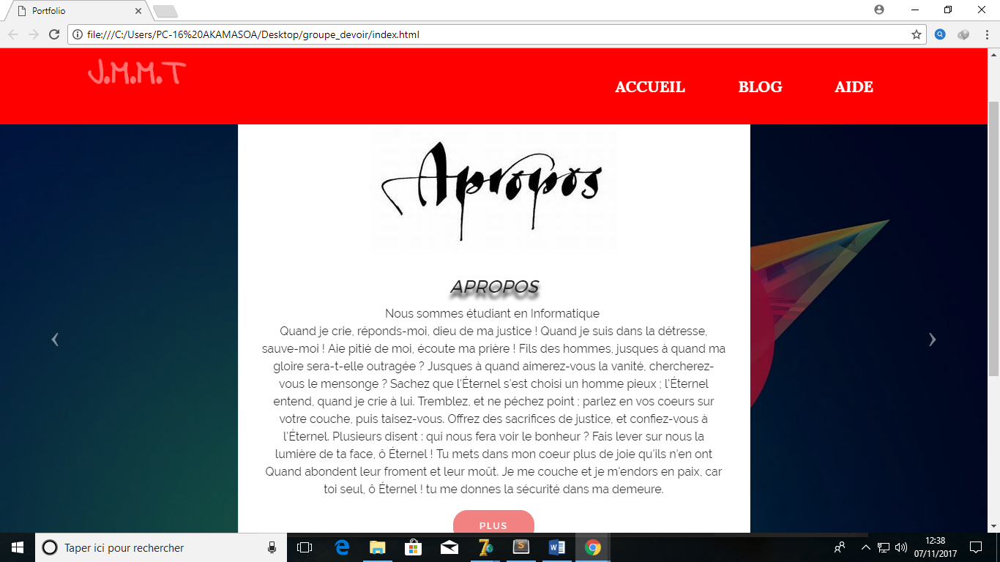 Portfolio
file:///C:/Users/PC-16%20AKAMASOA/Desktop/groupe_devoir/index.html
J.M.M.T
ACCUEIL BLOG AIDE
Apropos
APROPOS
Nous sommes étudiant en Informatique
Quand je crie, réponds-moi, dieu de ma justice ! Quand je suis dans la détresse,
sauve-moi ! Aie pitié de moi, écoute ma prière ! Fils des hommes, jusques à quand ma
gloire sera-t-elle outragée ? Jusques à quand aimerez-vous la vanité, chercherez-
vous le mensonge ? Sachez que l'Éternel s'est choisi un homme pieux ; l'Éternel
entend, quand je crie à lui. Tremblez, et ne péchez point ; parlez en vos coeurs sur
votre couche, puis taisez-vous. Offrez des sacrifices de justice, et confiez-vous à
l'Éternel. Plusieurs disent : qui nous fera voir le bonheur ? Fais lever sur nous la
lumière de ta face, ô Éternel ! Tu mets dans mon coeur plus de joie qu'ils n'en ont
Quand abondent leur froment et leur moût. Je me couche et je m'endors en paix, car
toi seul, ô Éternel ! tu me donnes la sécurité dans ma demeure.
PLUS
Taper ici pour rechercher
12:38
07/11/2017